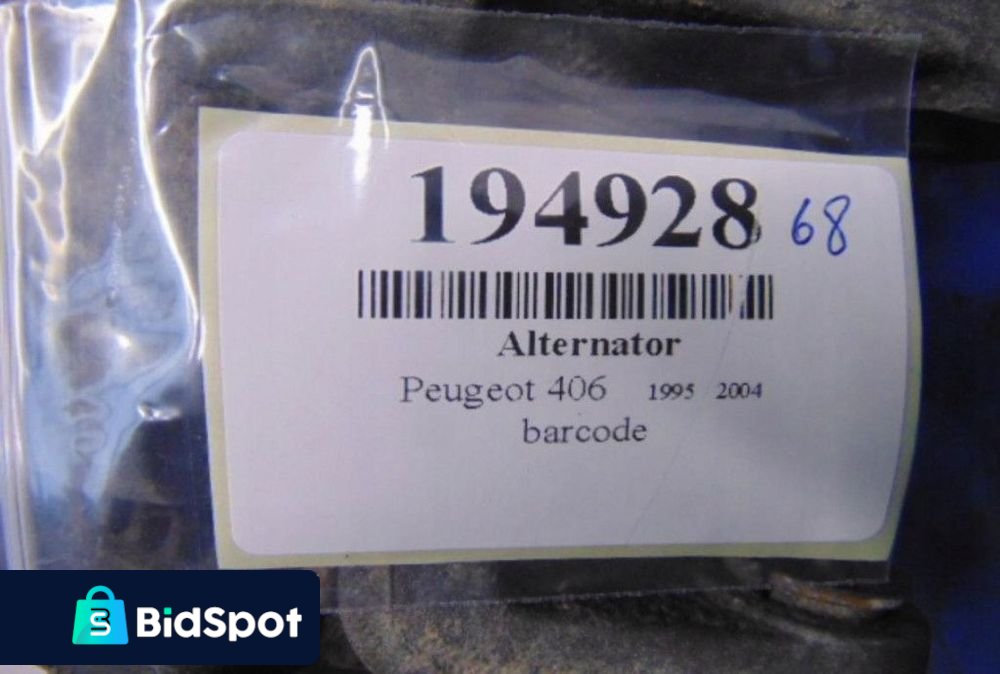 194928 68
Alternator
Peugeot 406 1995 2004
barcode
BidSpot